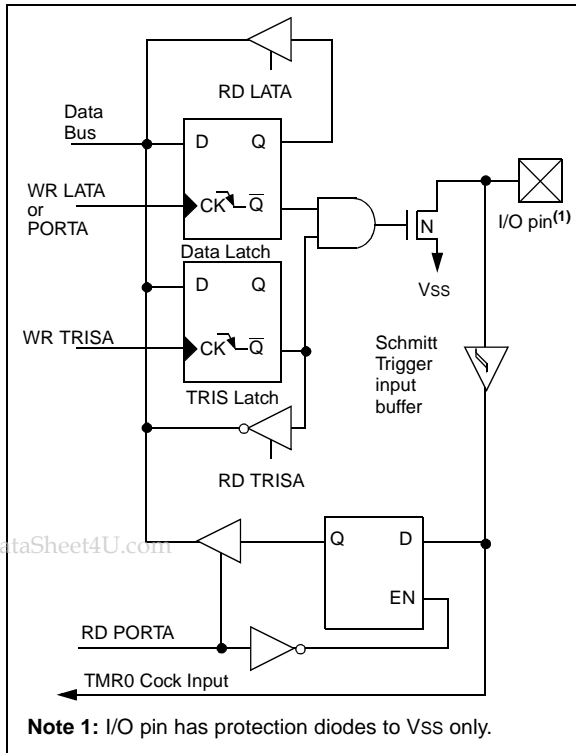 RD LATA
Data
Bus
D Q
WR LATA
or
PORTA
CK Q
N
I/O pin(1)
Data Latch
VSS
D Q
WR TRISA
CK Q
Schmitt
Trigger
input
buffer
TRIS Latch
RD TRISA
ataSheet4U.com
Q D
EN
RD PORTA
TMR0 Cock Input
Note 1: I/O pin has protection diodes to VSS only.